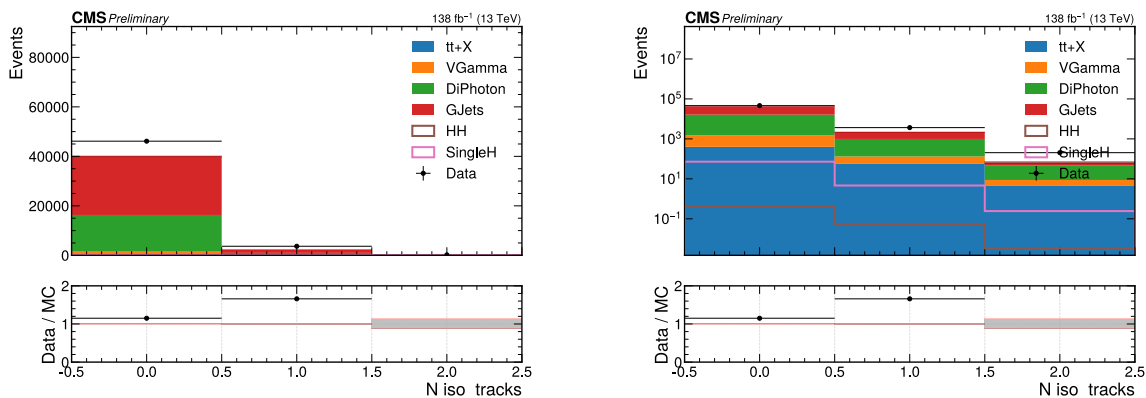 CMS Preliminary 138 fb⁻¹ (13 TeV)
Events
80000
60000
40000
20000
0
tt+X
VGamma
DiPhoton
GJets
HH
SingleH
Data
Data / MC
2
1
0
-0.5 0.0 0.5 1.0 1.5 2.0 2.5
N iso tracks
CMS Preliminary 138 fb⁻¹ (13 TeV)
Events
10⁷
10⁵
10³
10¹
10⁻¹
tt+X
VGamma
DiPhoton
GJets
HH
SingleH
Data
Data / MC
2
1
0
-0.5 0.0 0.5 1.0 1.5 2.0 2.5
N iso tracks